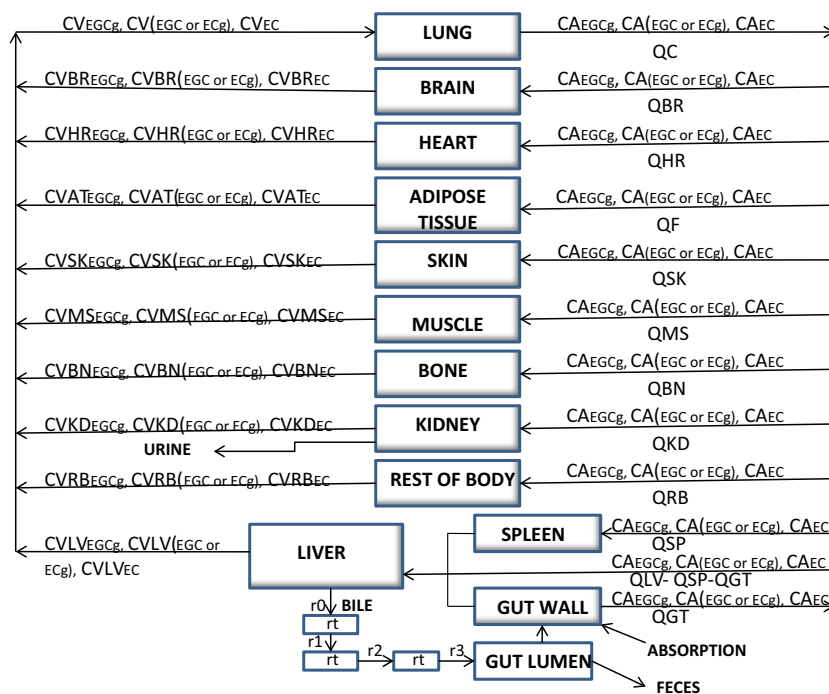 CVEGCg, CV(EGC or ECg), CVEC
LUNG
CAEGCg, CA(EGC or ECg), CAEC
QC
CVBREGCg, CVBR(EGC or ECg), CVBREC
BRAIN
CAEGCg, CA(EGC or ECg), CAEC
QBR
CVHREGCg, CVHR(EGC or ECg), CVHREC
HEART
CAEGCg, CA(EGC or ECg), CAEC
QHR
CVATEGCg, CVAT(EGC or ECg), CVATEC
ADIPOSE
TISSUE
CAEGCg, CA(EGC or ECg), CAEC
QF
CVSKEGCg, CVSK(EGC or ECg), CVSKEC
SKIN
CAEGCg, CA(EGC or ECg), CAEC
QSK
CVMSEGCg, CVMS(EGC or ECg), CVMSEC
MUSCLE
CAEGCg, CA(EGC or ECg), CAEC
QMS
CVBNEGCg, CVBN(EGC or ECg), CVBNEC
BONE
CAEGCg, CA(EGC or ECg), CAEC
QBN
CVKDEGCg, CVKD(EGC or ECg), CVKDEC
URINE
KIDNEY
CAEGCg, CA(EGC or ECg), CAEC
QKD
CVRBEGCg, CVRB(EGC or ECg), CVRBEC
REST OF BODY
CAEGCg, CA(EGC or ECg), CAEC
QRB
CVLVEGCg, CVLV(EGC or
ECg), CVLVEC
LIVER
SPLEEN
CAEGCg, CA(EGC or ECg), CAEC
QSP
CAEGCg, CA(EGC or ECg), CAEC
QLV- QSP-QGT
GUT WALL
CAEGCg, CA(EGC or ECg), CAEC
QGT
r0 BILE
rt
r1
rt
r2
rt
r3
GUT LUMEN
ABSORPTION
FECES